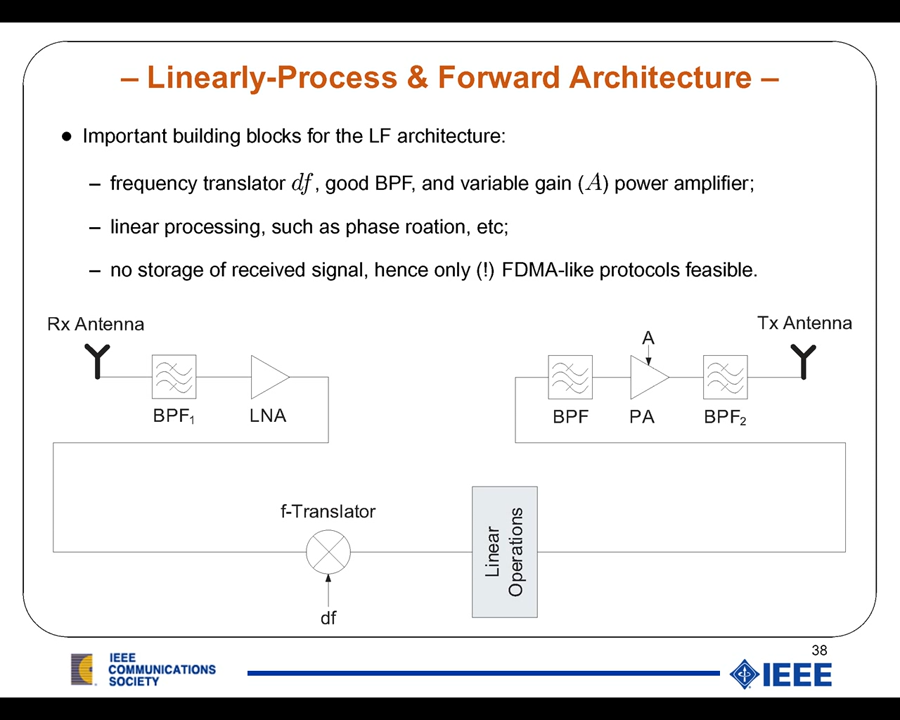 – Linearly-Process & Forward Architecture –
● Important building blocks for the LF architecture:
– frequency translator df, good BPF, and variable gain (A) power amplifier;
– linear processing, such as phase roation, etc;
– no storage of received signal, hence only (!) FDMA-like protocols feasible.
Rx Antenna
Tx Antenna
A
BPF₁
LNA
BPF
PA
BPF₂
f-Translator
Linear
Operations
df
38
IEEE
COMMUNICATIONS
SOCIETY
IEEE